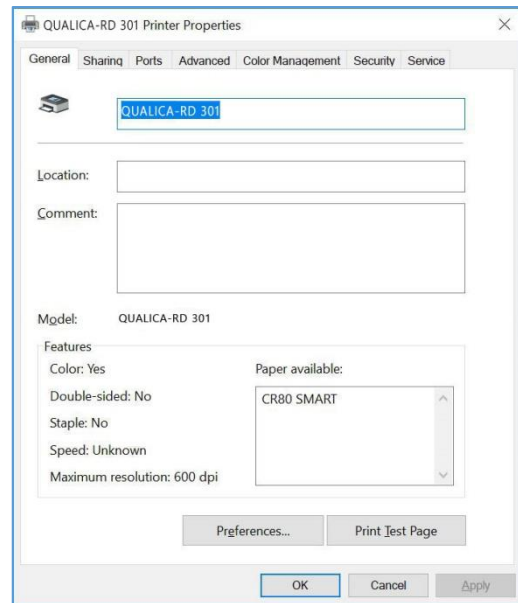 QUALICA-RD 301 Printer Properties
General Sharing Ports Advanced Color Management Security Service
QUALICA-RD 301
Location:
Comment:
Model: QUALICA-RD 301
Features
Color: Yes
Paper available:
Double-sided: No
CR80 SMART
Staple: No
Speed: Unknown
Maximum resolution: 600 dpi
Preferences... Print Test Page
OK Cancel Apply